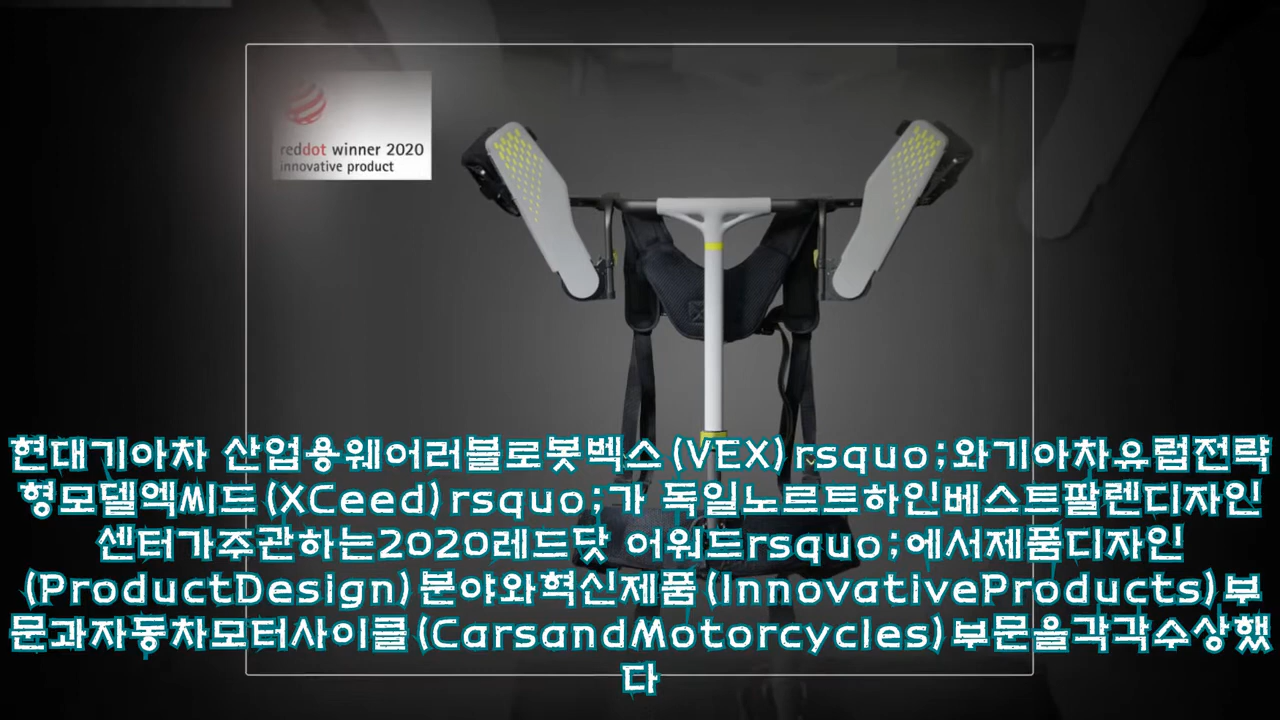 reddot winner 2020
innovative product
현대기아차 산업용웨어러블로봇벡스(VEX)rsquo;와기아차유럽전략
형모델엑씨드(XCeed)rsquo;가 독일노르트하인베스트팔렌디자인
센터가주관하는2020레드닷 어워드rsquo;에서제품디자인
(ProductDesign)분야와혁신제품(InnovativeProducts)부
문과자동차모터사이클(CarsandMotorcycles)부문을각각수상했
다